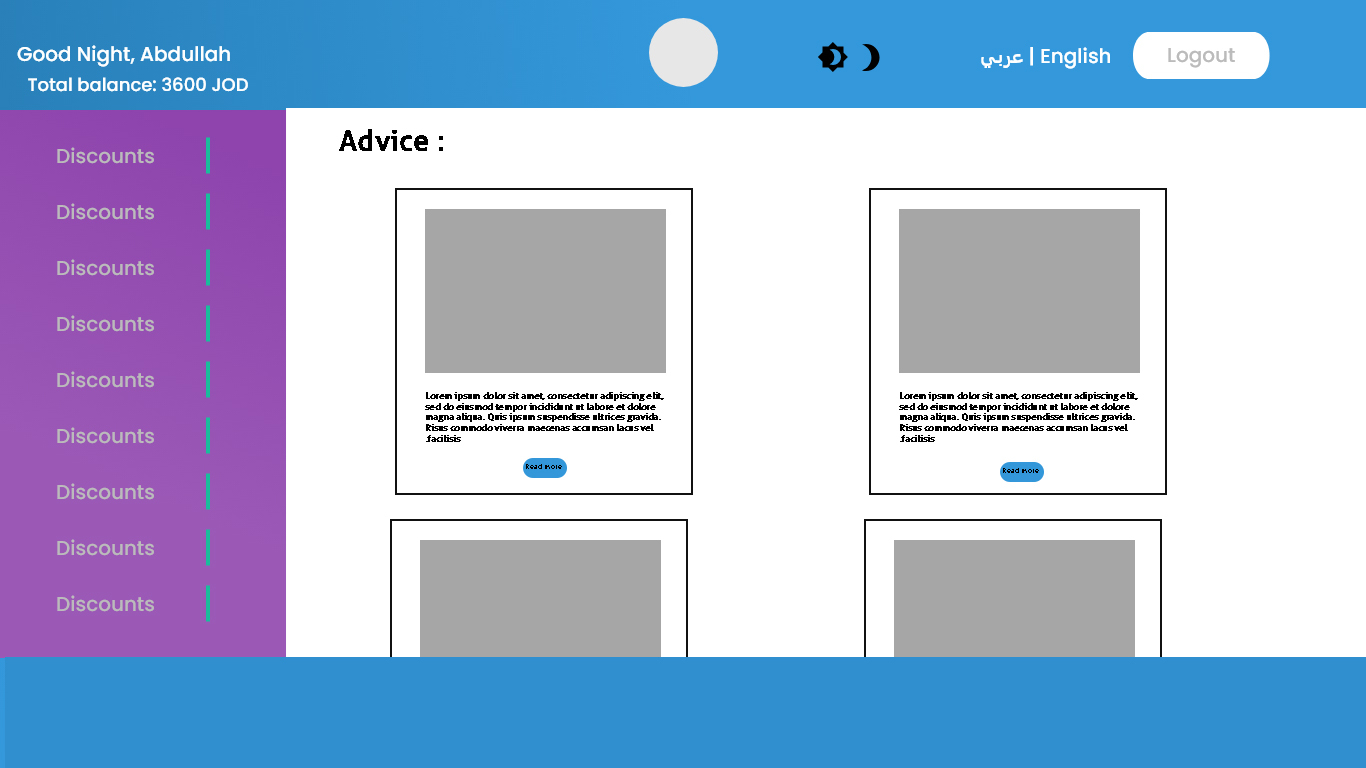 Good Night, Abdullah
Total balance: 3600 JOD
عربي | English
Logout
Discounts
Discounts
Discounts
Discounts
Discounts
Discounts
Discounts
Discounts
Discounts
Advice :
Lorem ipsum dolor sit amet, consectetur adipiscing elit,
sed do eiusmod tempor incididunt ut labore et dolore
magna aliqua. Quis ipsum suspendisse ultrices gravida.
Risus commodo viverra maecenas accumsan lacus vel
.facilisis
Read more
Lorem ipsum dolor sit amet, consectetur adipiscing elit,
sed do eiusmod tempor incididunt ut labore et dolore
magna aliqua. Quis ipsum suspendisse ultrices gravida.
Risus commodo viverra maecenas accumsan lacus vel
.facilisis
Read more